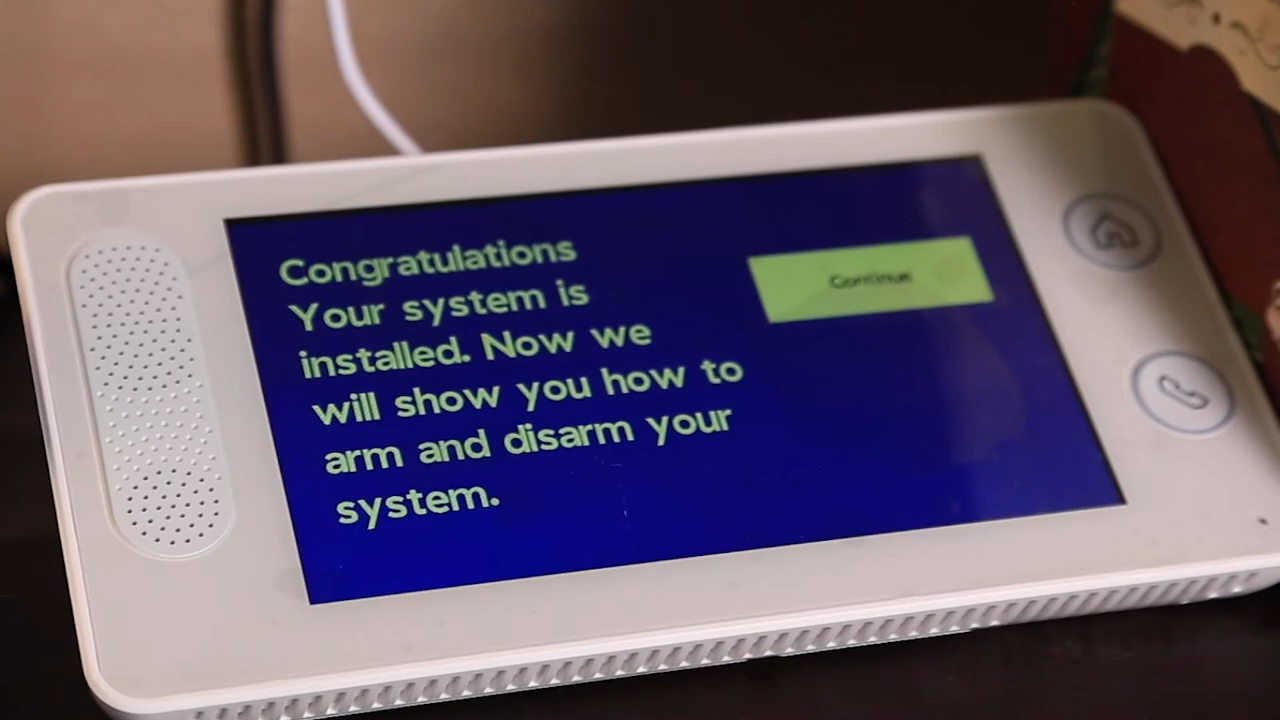 Congratulations
Your system is
installed. Now we
will show you how to
arm and disarm your
system.
Continue